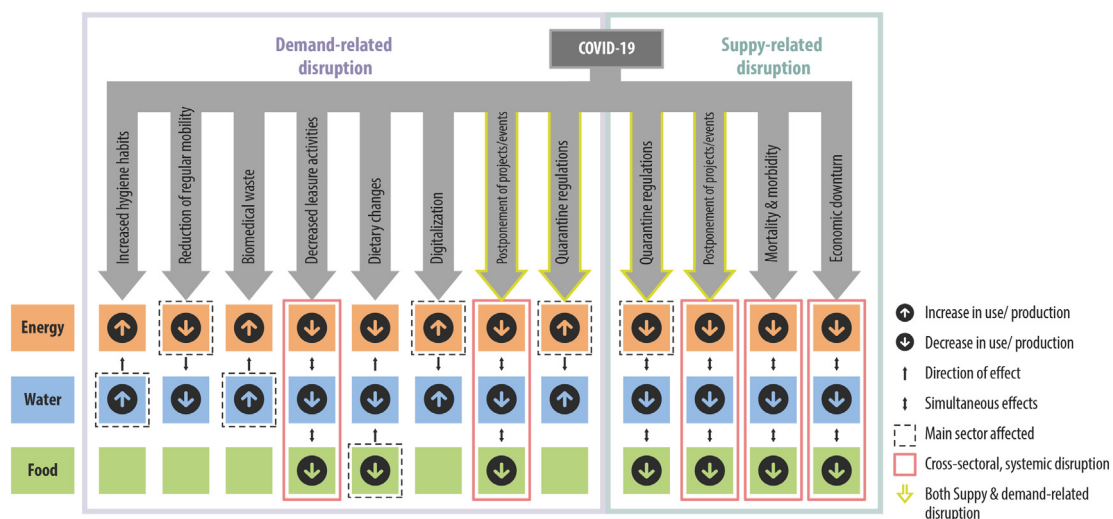 Demand-related
disruption
COVID-19
Suppy-related
disruption
Increased hygiene habits
Reduction of regular mobility
Biomedical waste
Decreased leasure activities
Dietary changes
Digitalization
Postponement of projects/events
Quarantine regulations
Quarantine regulations
Postponement of projects/events
Mortality & morbidity
Economic downturn
Energy
Water
Food
Increase in use/ production
Decrease in use/ production
Direction of effect
Simultaneous effects
Main sector affected
Cross-sectoral, systemic disruption
Both Suppy & demand-related
disruption